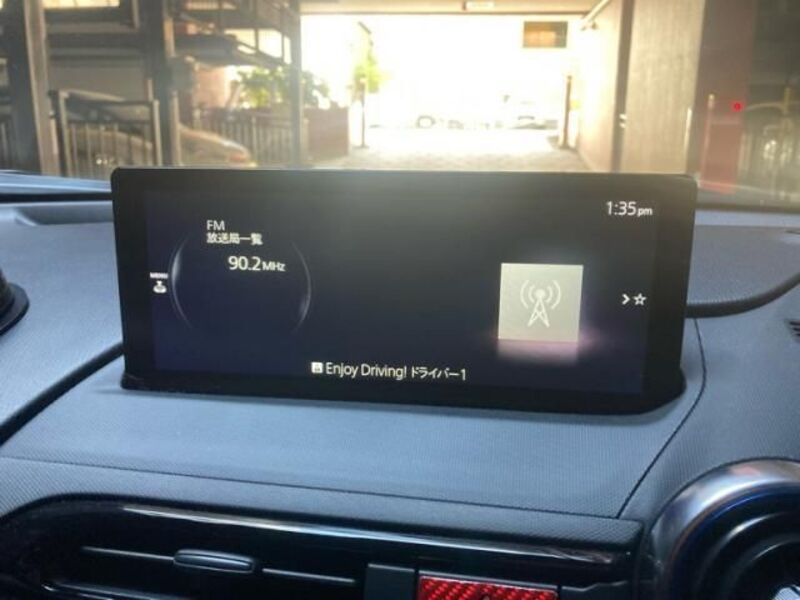 1:35pm
FM
放送局一覧
90.2MHz
MENU
Enjoy Driving! ドライバー1